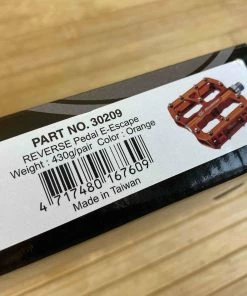 PART NO. 30209
REVERSE Pedal E-Escape
Weight : 430g/pair Color : Orange
4 717480 167609
Made in Taiwan